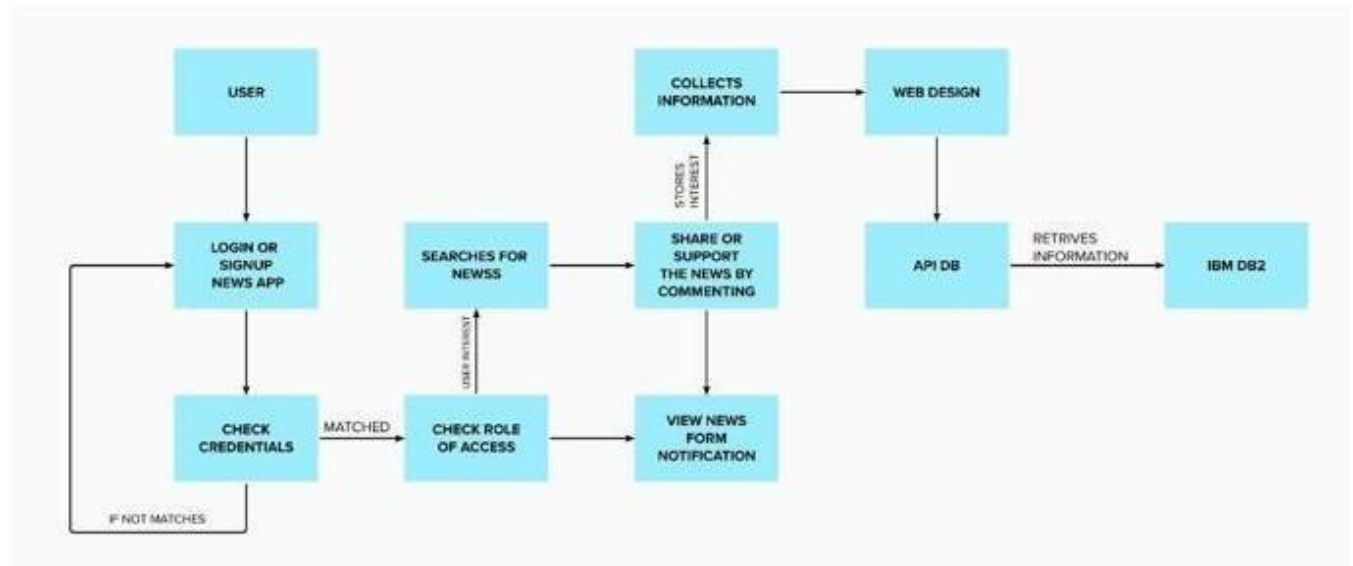 USER
COLLECTS
INFORMATION
WEB DESIGN
STORES
INTEREST
LOGIN OR
SIGNUP
NEWS APP
SEARCHES FOR
NEWSS
SHARE OR
SUPPORT
THE NEWS BY
COMMENTING
API DB
RETRIVES
INFORMATION
IBM DB2
USER INTEREST
CHECK
CREDENTIALS
MATCHED
CHECK ROLE
OF ACCESS
VIEW NEWS
FORM
NOTIFICATION
IF NOT MATCHES